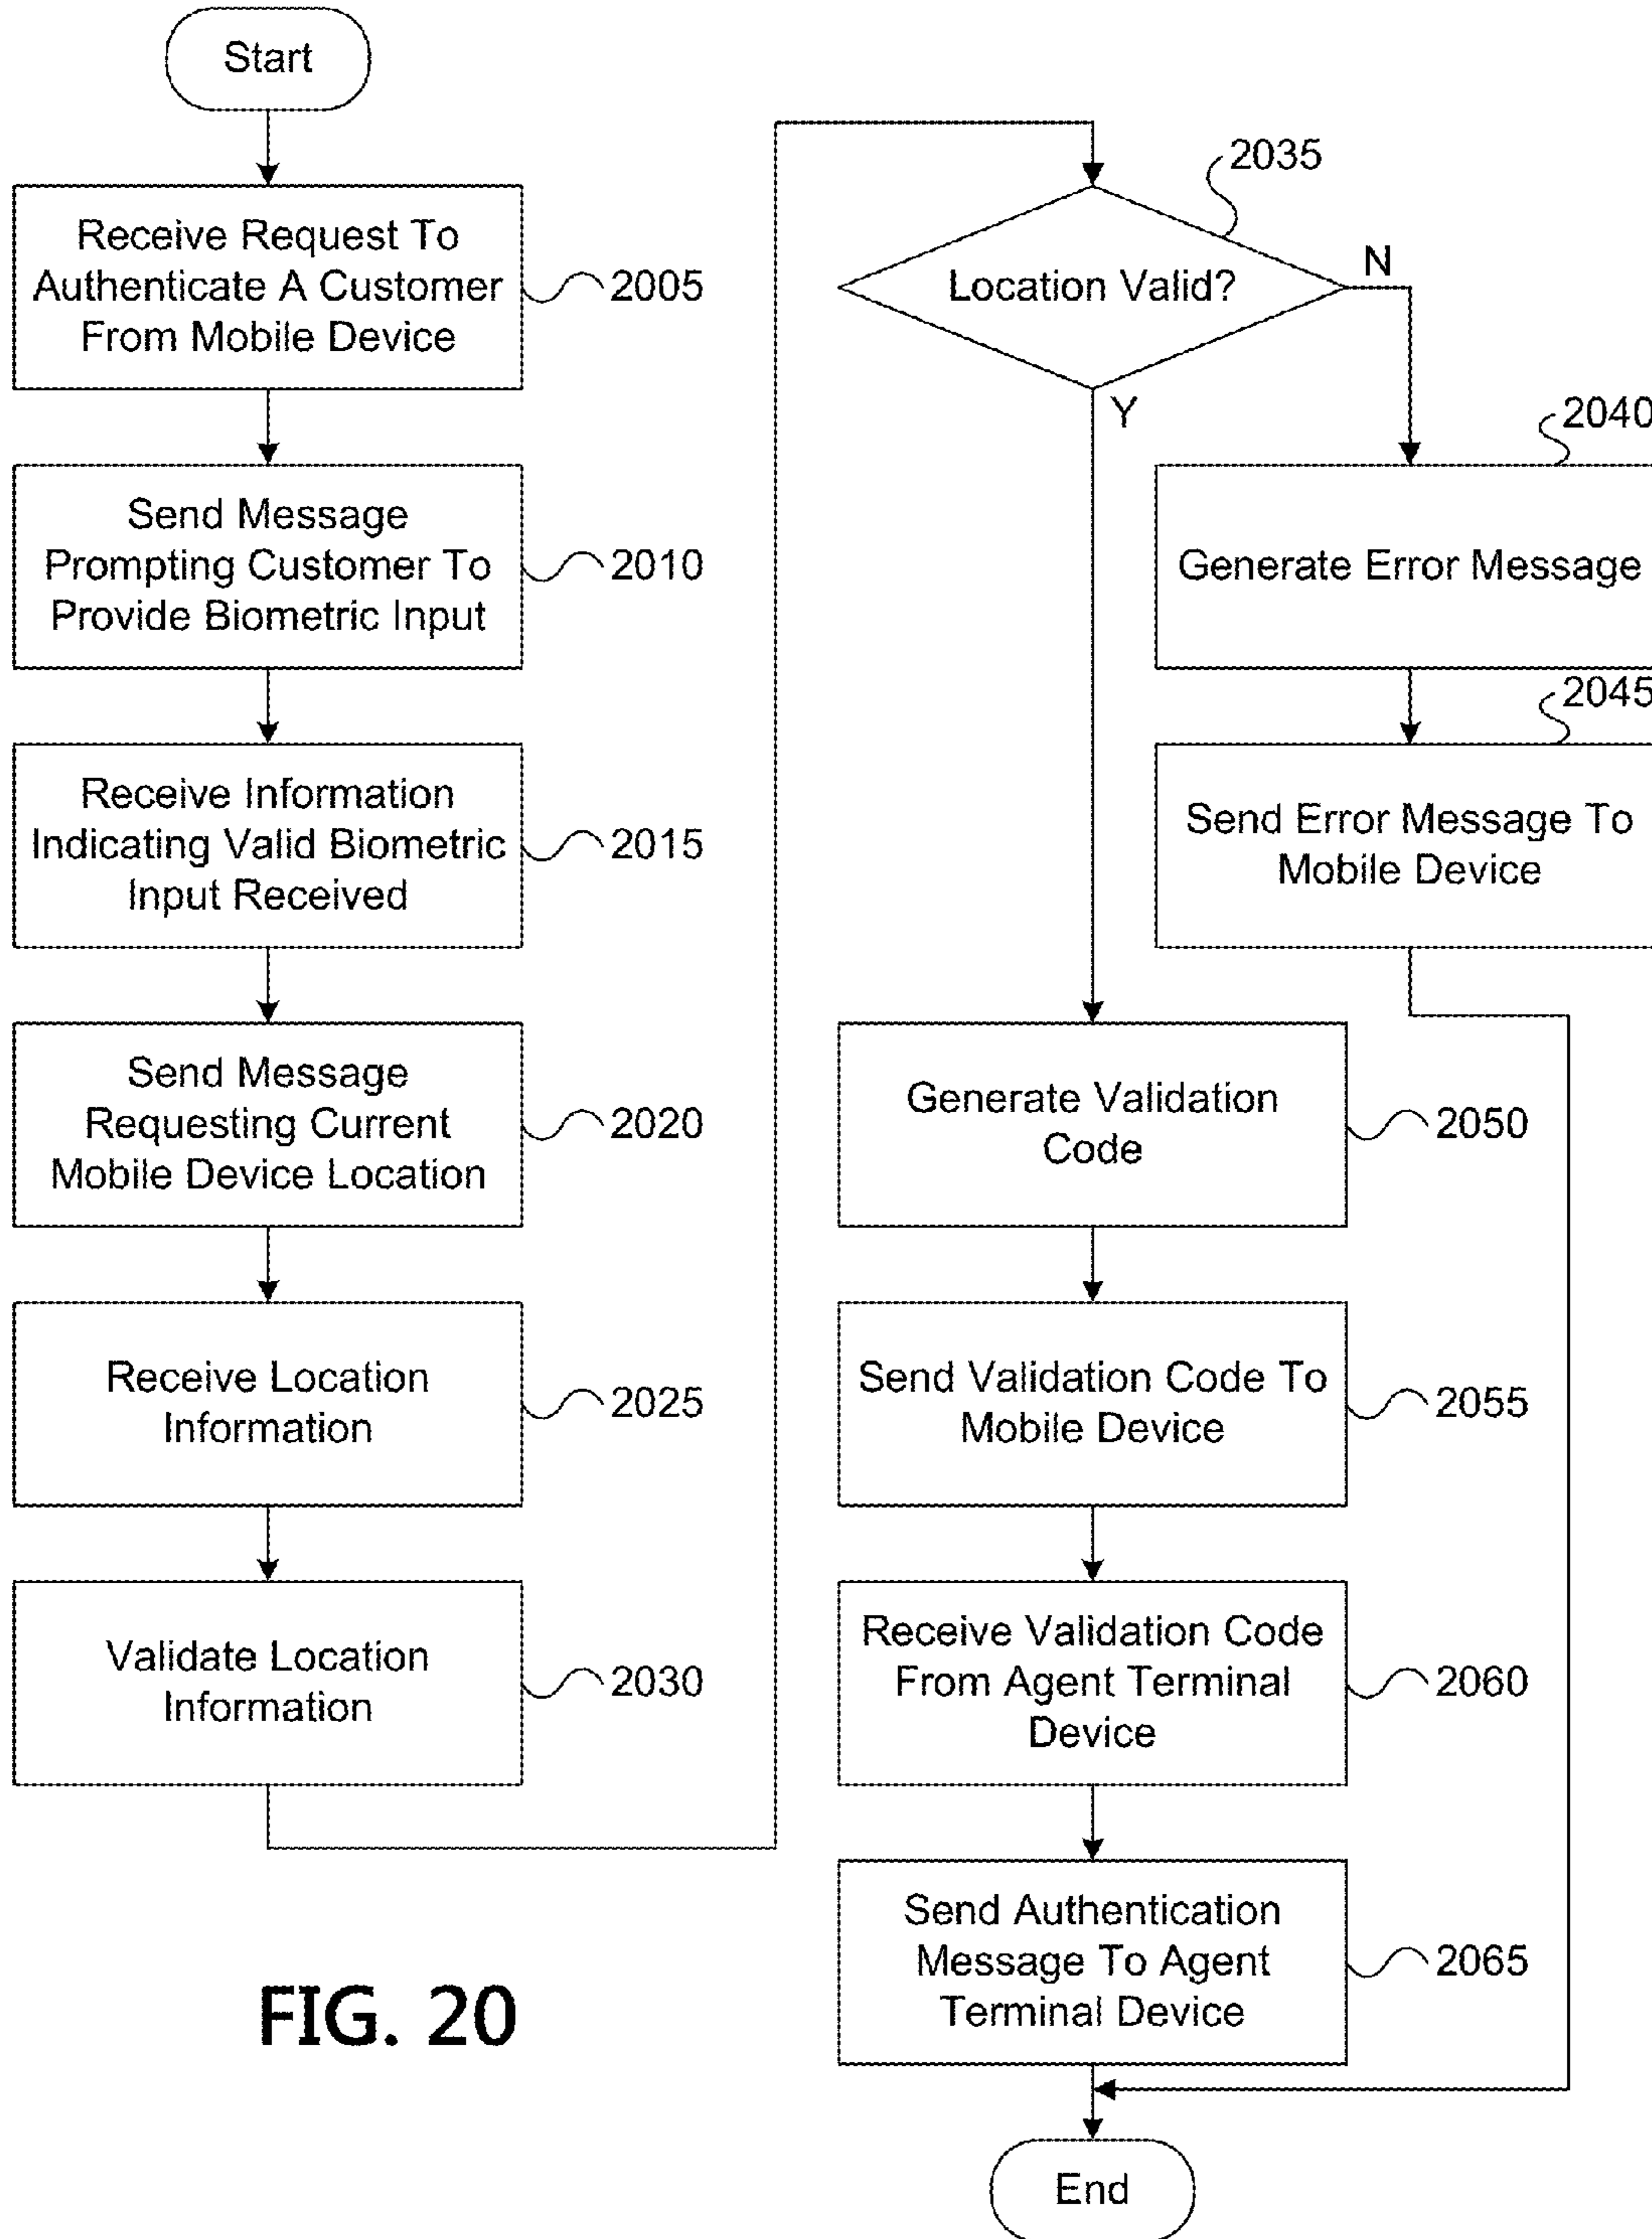 Start
Receive Request To
Authenticate A Customer
From Mobile Device
2005
Send Message
Prompting Customer To
Provide Biometric Input
2010
Receive Information
Indicating Valid Biometric
Input Received
2015
Send Message
Requesting Current
Mobile Device Location
2020
Receive Location
Information
2025
Validate Location
Information
2030
2035
Location Valid?
N
Y
2040
Generate Error Message
2045
Send Error Message To
Mobile Device
Generate Validation
Code
2050
Send Validation Code To
Mobile Device
2055
Receive Validation Code
From Agent Terminal
Device
2060
Send Authentication
Message To Agent
Terminal Device
2065
End
FIG. 20